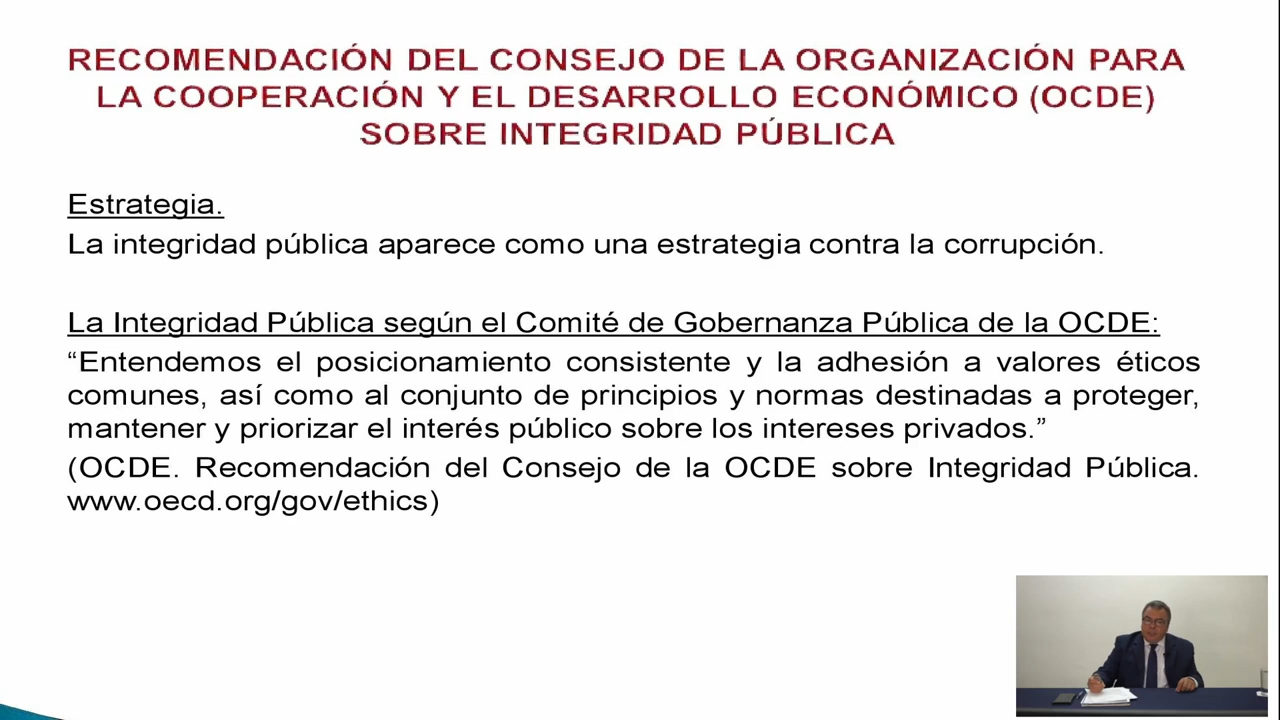 RECOMENDACIÓN DEL CONSEJO DE LA ORGANIZACIÓN PARA
LA COOPERACIÓN Y EL DESARROLLO ECONÓMICO (OCDE)
SOBRE INTEGRIDAD PÚBLICA
Estrategia.
La integridad pública aparece como una estrategia contra la corrupción.
La Integridad Pública según el Comité de Gobernanza Pública de la OCDE:
“Entendemos el posicionamiento consistente y la adhesión a valores éticos
comunes, así como al conjunto de principios y normas destinadas a proteger,
mantener y priorizar el interés público sobre los intereses privados.”
(OCDE. Recomendación del Consejo de la OCDE sobre Integridad Pública.
www.oecd.org/gov/ethics)